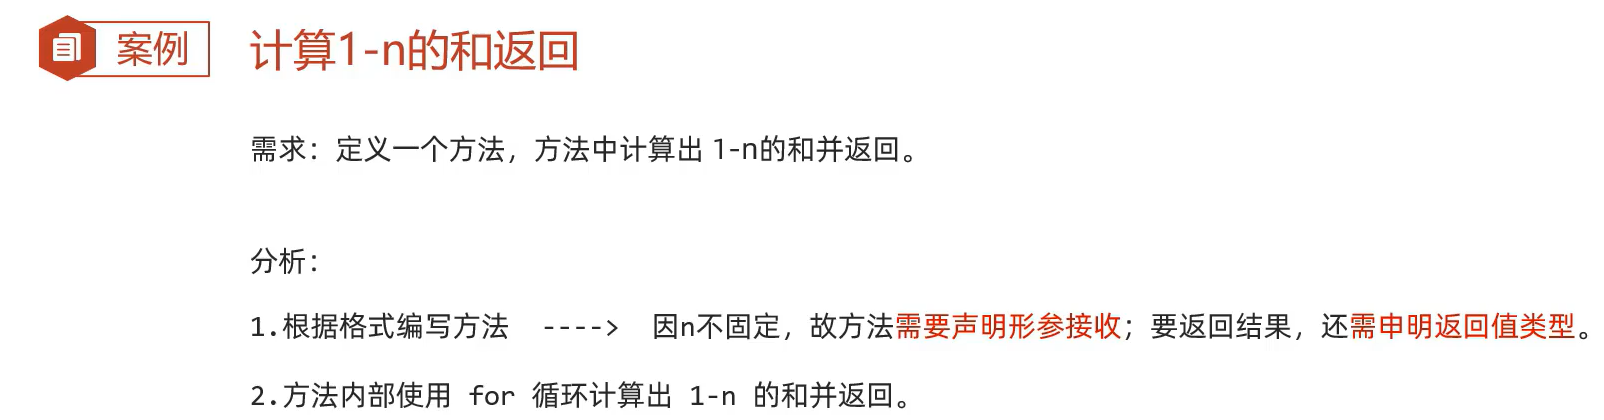 案例 计算1-n的和返回
需求：定义一个方法，方法中计算出 1-n的和并返回。
分析：
1.根据格式编写方法 ----> 因n不固定，故方法需要声明形参接收；要返回结果，还需申明返回值类型。
2.方法内部使用 for 循环计算出 1-n 的和并返回。